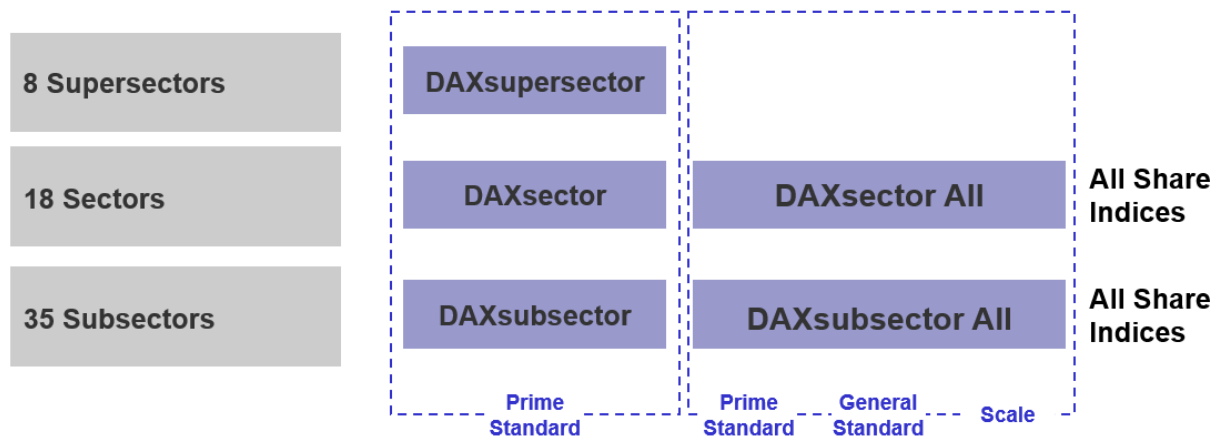 8 Supersectors
DAXsupersector
18 Sectors
DAXsector
DAXsector All
All Share
Indices
35 Subsectors
DAXsubsector
DAXsubsector All
All Share
Indices
Prime
Standard
Prime
Standard
General
Standard
Scale